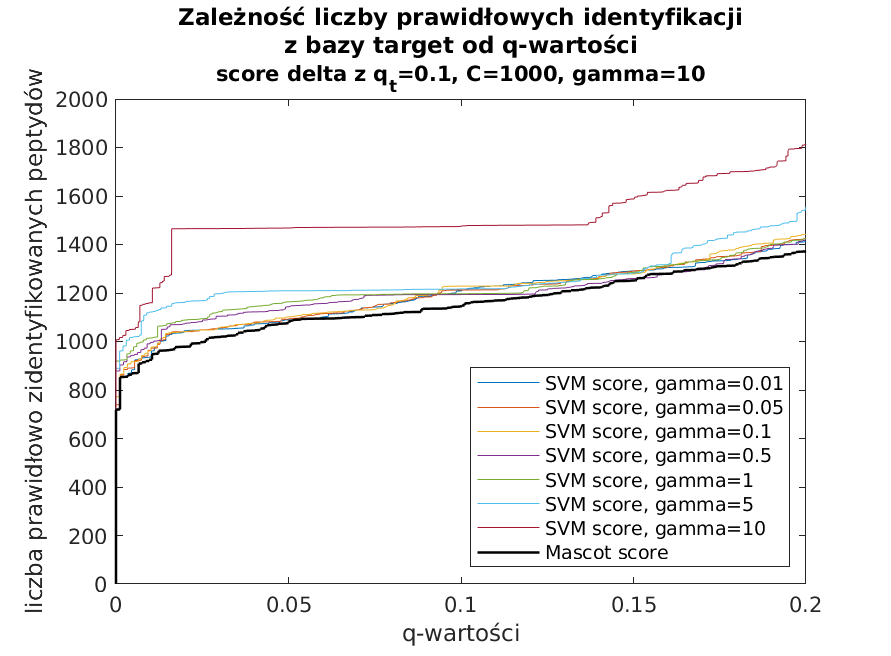 Zależność liczby prawidłowych identyfikacji
z bazy target od q-wartości
score delta z qt=0.1, C=1000, gamma=10
liczba prawidłowo zidentyfikowanych peptydów
2000
1800
1600
1400
1200
1000
800
600
400
200
0
SVM score, gamma=0.01
SVM score, gamma=0.05
SVM score, gamma=0.1
SVM score, gamma=0.5
SVM score, gamma=1
SVM score, gamma=5
SVM score, gamma=10
Mascot score
0 0.05 0.1 0.15 0.2
q-wartości